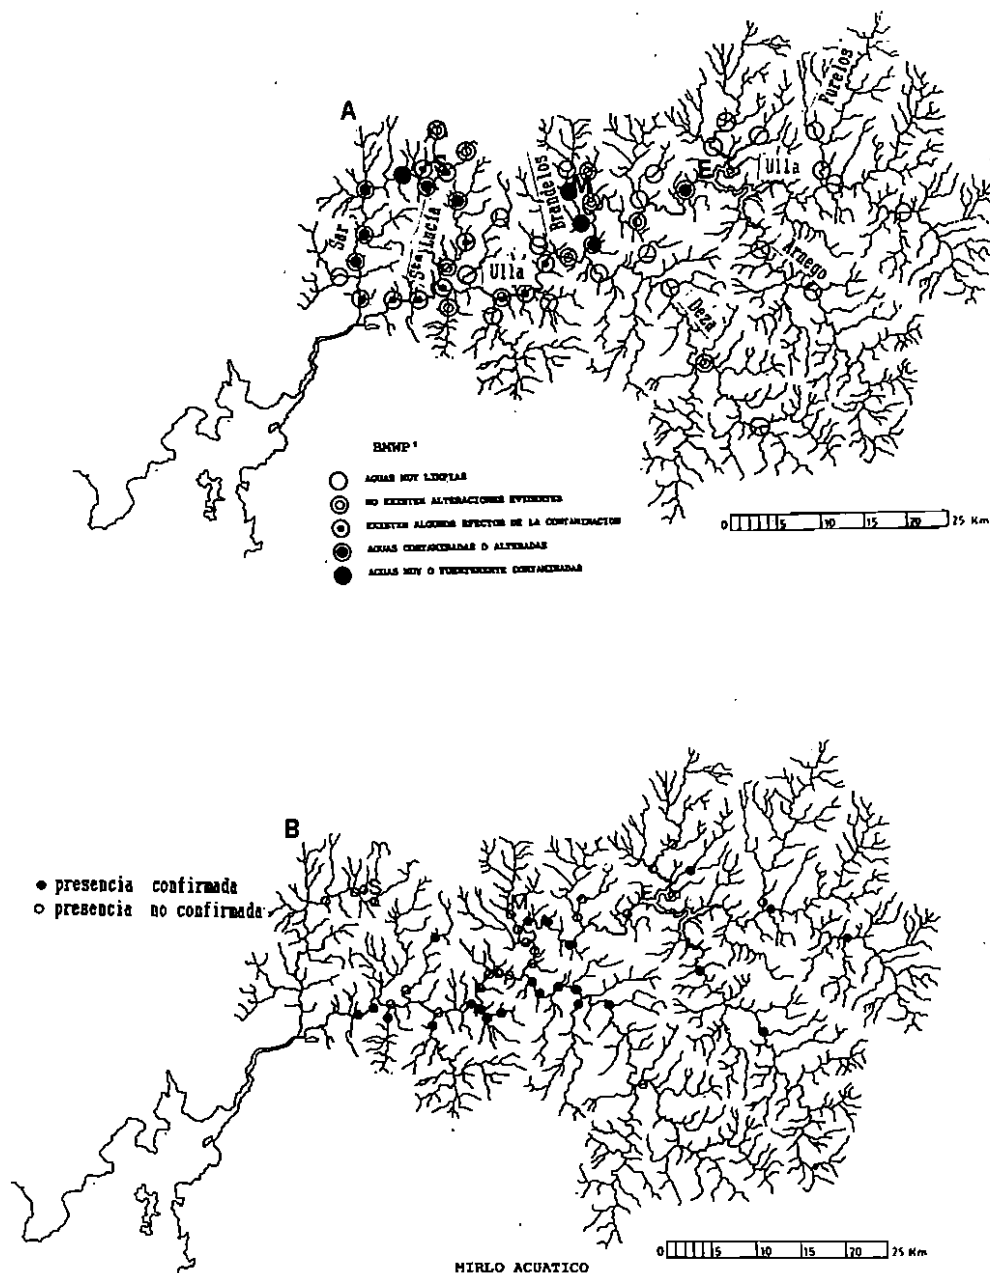 A
Furelos
E
Ulla
S
M
Brandelos
Sar
Sta Lucia
Ulla
Arnego
Deza
BMWP'
AGUAS MUY LIMPIAS
NO EXISTEN ALTERACIONES EVIDENTES
EXISTEN ALGUNOS EFECTOS DE LA CONTAMINACION
AGUAS CONTAMINADAS O ALTERADAS
AGUAS MUY O FUERTEMENTE CONTAMINADAS
0 5 10 15 20 25 Km
B
presencia confirmada
presencia no confirmada
S
M
E
0 5 10 15 20 25 Km
MIRLO ACUATICO